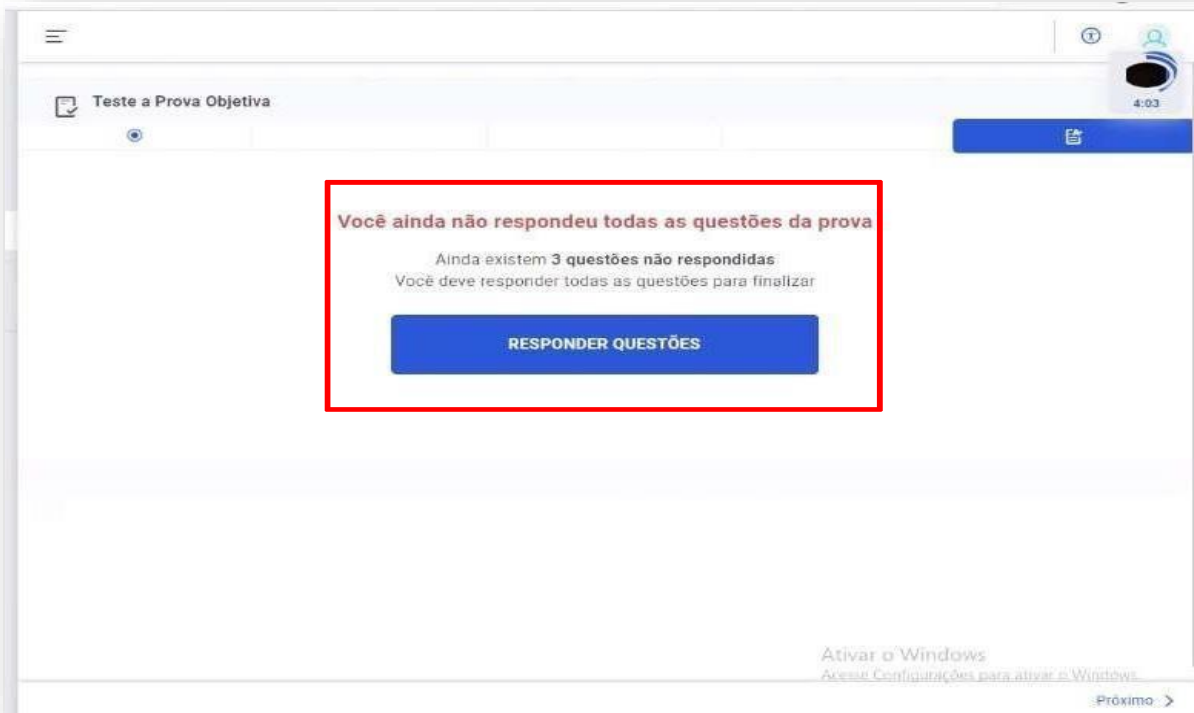 Teste a Prova Objetiva
4:03
Você ainda não respondeu todas as questões da prova
Ainda existem 3 questões não respondidas
Você deve responder todas as questões para finalizar
RESPONDER QUESTÕES
Ativar o Windows
Acesse Configurações para ativar o Windows.
Próximo